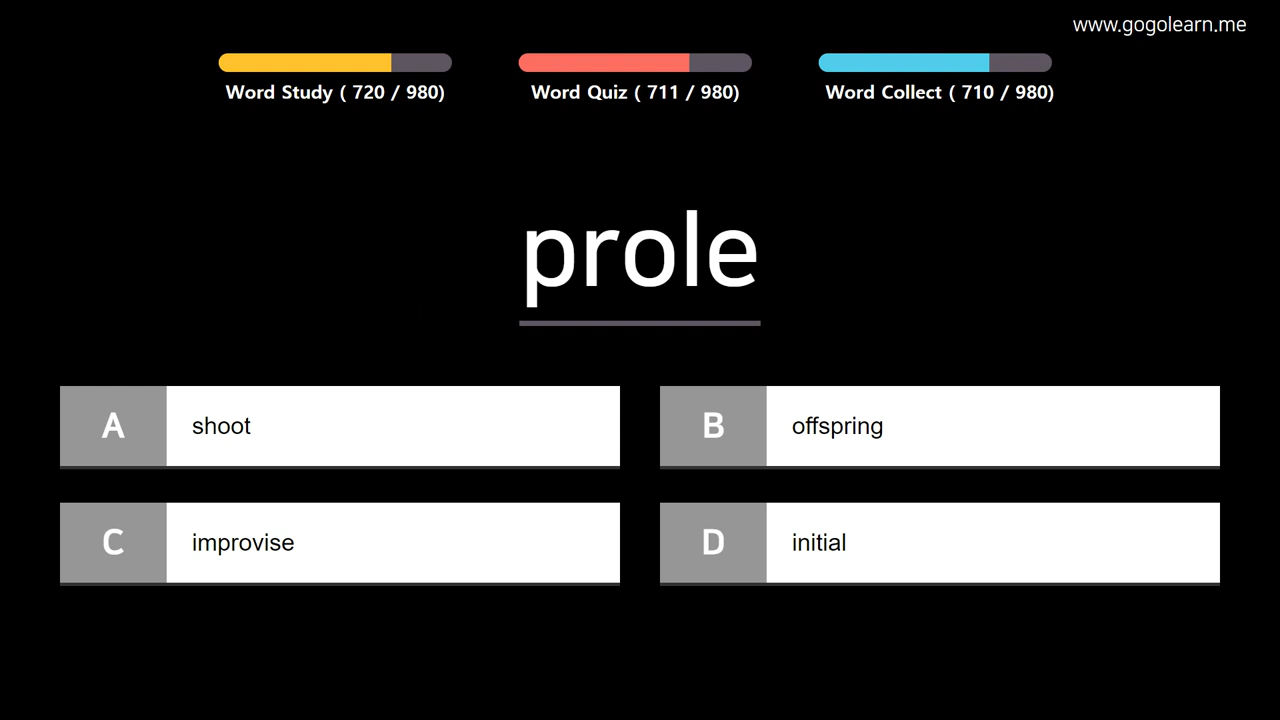 www.gogolearn.me
Word Study ( 720 / 980)
Word Quiz ( 711 / 980)
Word Collect ( 710 / 980)
prole
A shoot
B offspring
C improvise
D initial